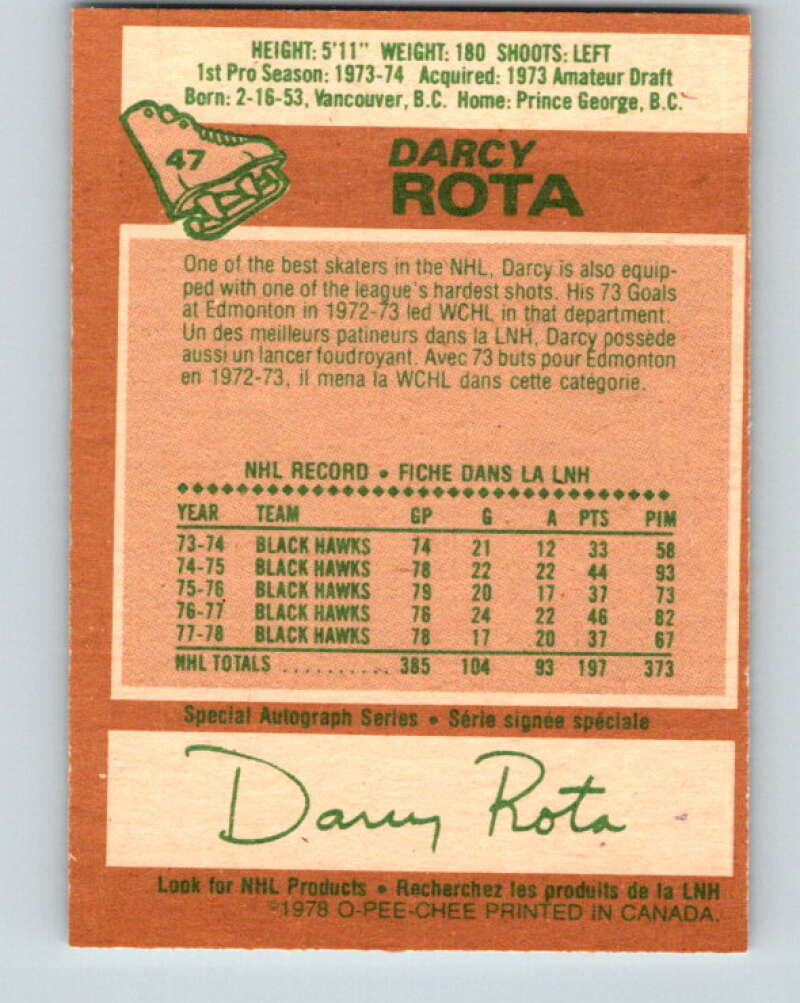 HEIGHT: 5'11" WEIGHT: 180 SHOOTS: LEFT
1st Pro Season: 1973-74 Acquired: 1973 Amateur Draft
Born: 2-16-53, Vancouver, B.C. Home: Prince George, B.C.
47
DARCY
ROTA
One of the best skaters in the NHL, Darcy is also equip-
ped with one of the league's hardest shots. His 73 Goals
at Edmonton in 1972-73 led WCHL in that department.
Un des meilleurs patineurs dans la LNH, Darcy possède
aussi un lancer foudroyant. Avec 73 buts pour Edmonton
en 1972-73, il mena la WCHL dans cette catégorie.
NHL RECORD • FICHE DANS LA LNH
YEAR TEAM GP G A PTS PIM
73-74 BLACK HAWKS 74 21 12 33 58
74-75 BLACK HAWKS 78 22 22 44 93
75-76 BLACK HAWKS 79 20 17 37 73
76-77 BLACK HAWKS 76 24 22 46 82
77-78 BLACK HAWKS 78 17 20 37 67
NHL TOTALS .......... 385 104 93 197 373
Special Autograph Series • Série signée spéciale
Darcy Rota
Look for NHL Products • Recherchez les produits de la LNH
©1978 O-PEE-CHEE PRINTED IN CANADA.